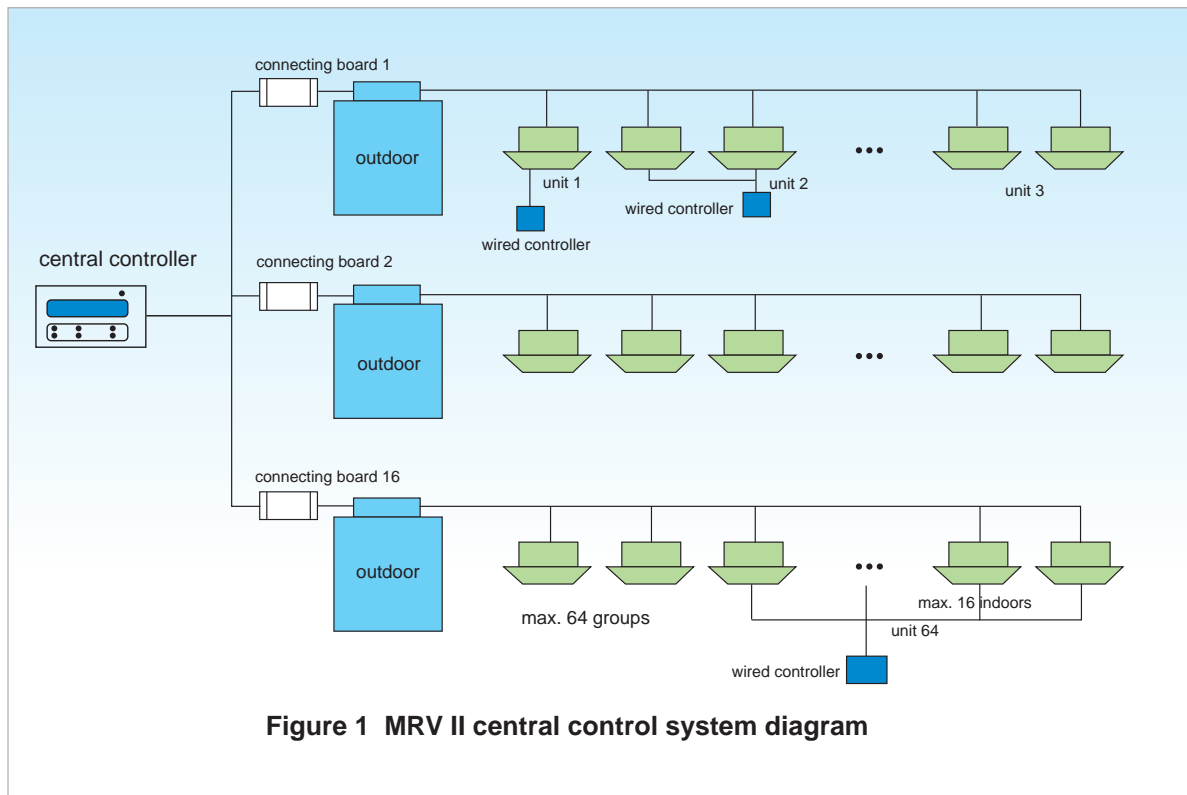 connecting board 1
outdoor
•••
unit 1
unit 2
unit 3
wired controller
wired controller
central controller
connecting board 2
outdoor
•••
connecting board 16
outdoor
•••
max. 64 groups
max. 16 indoors
unit 64
wired controller
Figure 1 MRV II central control system diagram